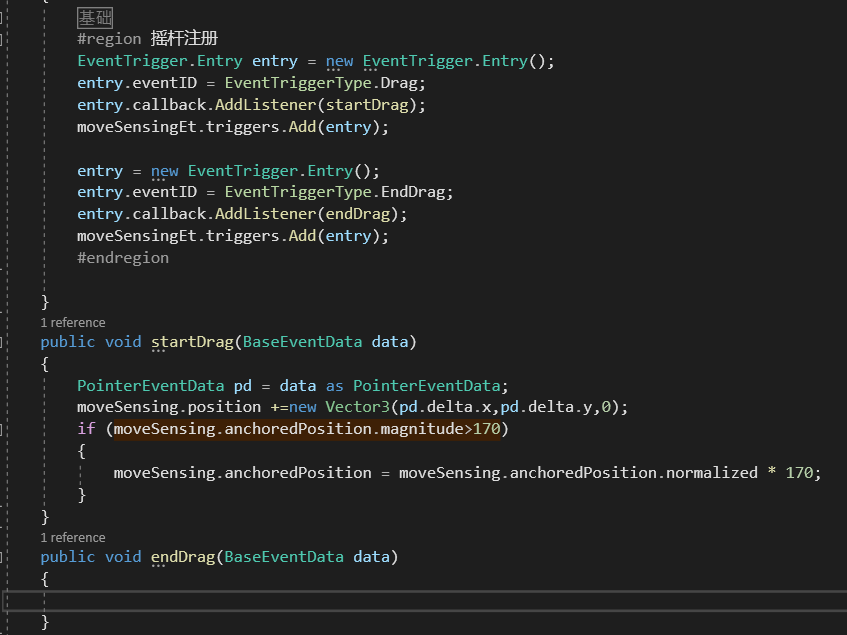 {
基础
#region 摇杆注册
EventTrigger.Entry entry = new EventTrigger.Entry();
entry.eventID = EventTriggerType.Drag;
entry.callback.AddListener(startDrag);
moveSensingEt.triggers.Add(entry);
entry = new EventTrigger.Entry();
entry.eventID = EventTriggerType.EndDrag;
entry.callback.AddListener(endDrag);
moveSensingEt.triggers.Add(entry);
#endregion
}
1 reference
public void startDrag(BaseEventData data)
{
PointerEventData pd = data as PointerEventData;
moveSensing.position +=new Vector3(pd.delta.x,pd.delta.y,0);
if (moveSensing.anchoredPosition.magnitude>170)
{
moveSensing.anchoredPosition = moveSensing.anchoredPosition.normalized * 170;
}
}
1 reference
public void endDrag(BaseEventData data)
{
}